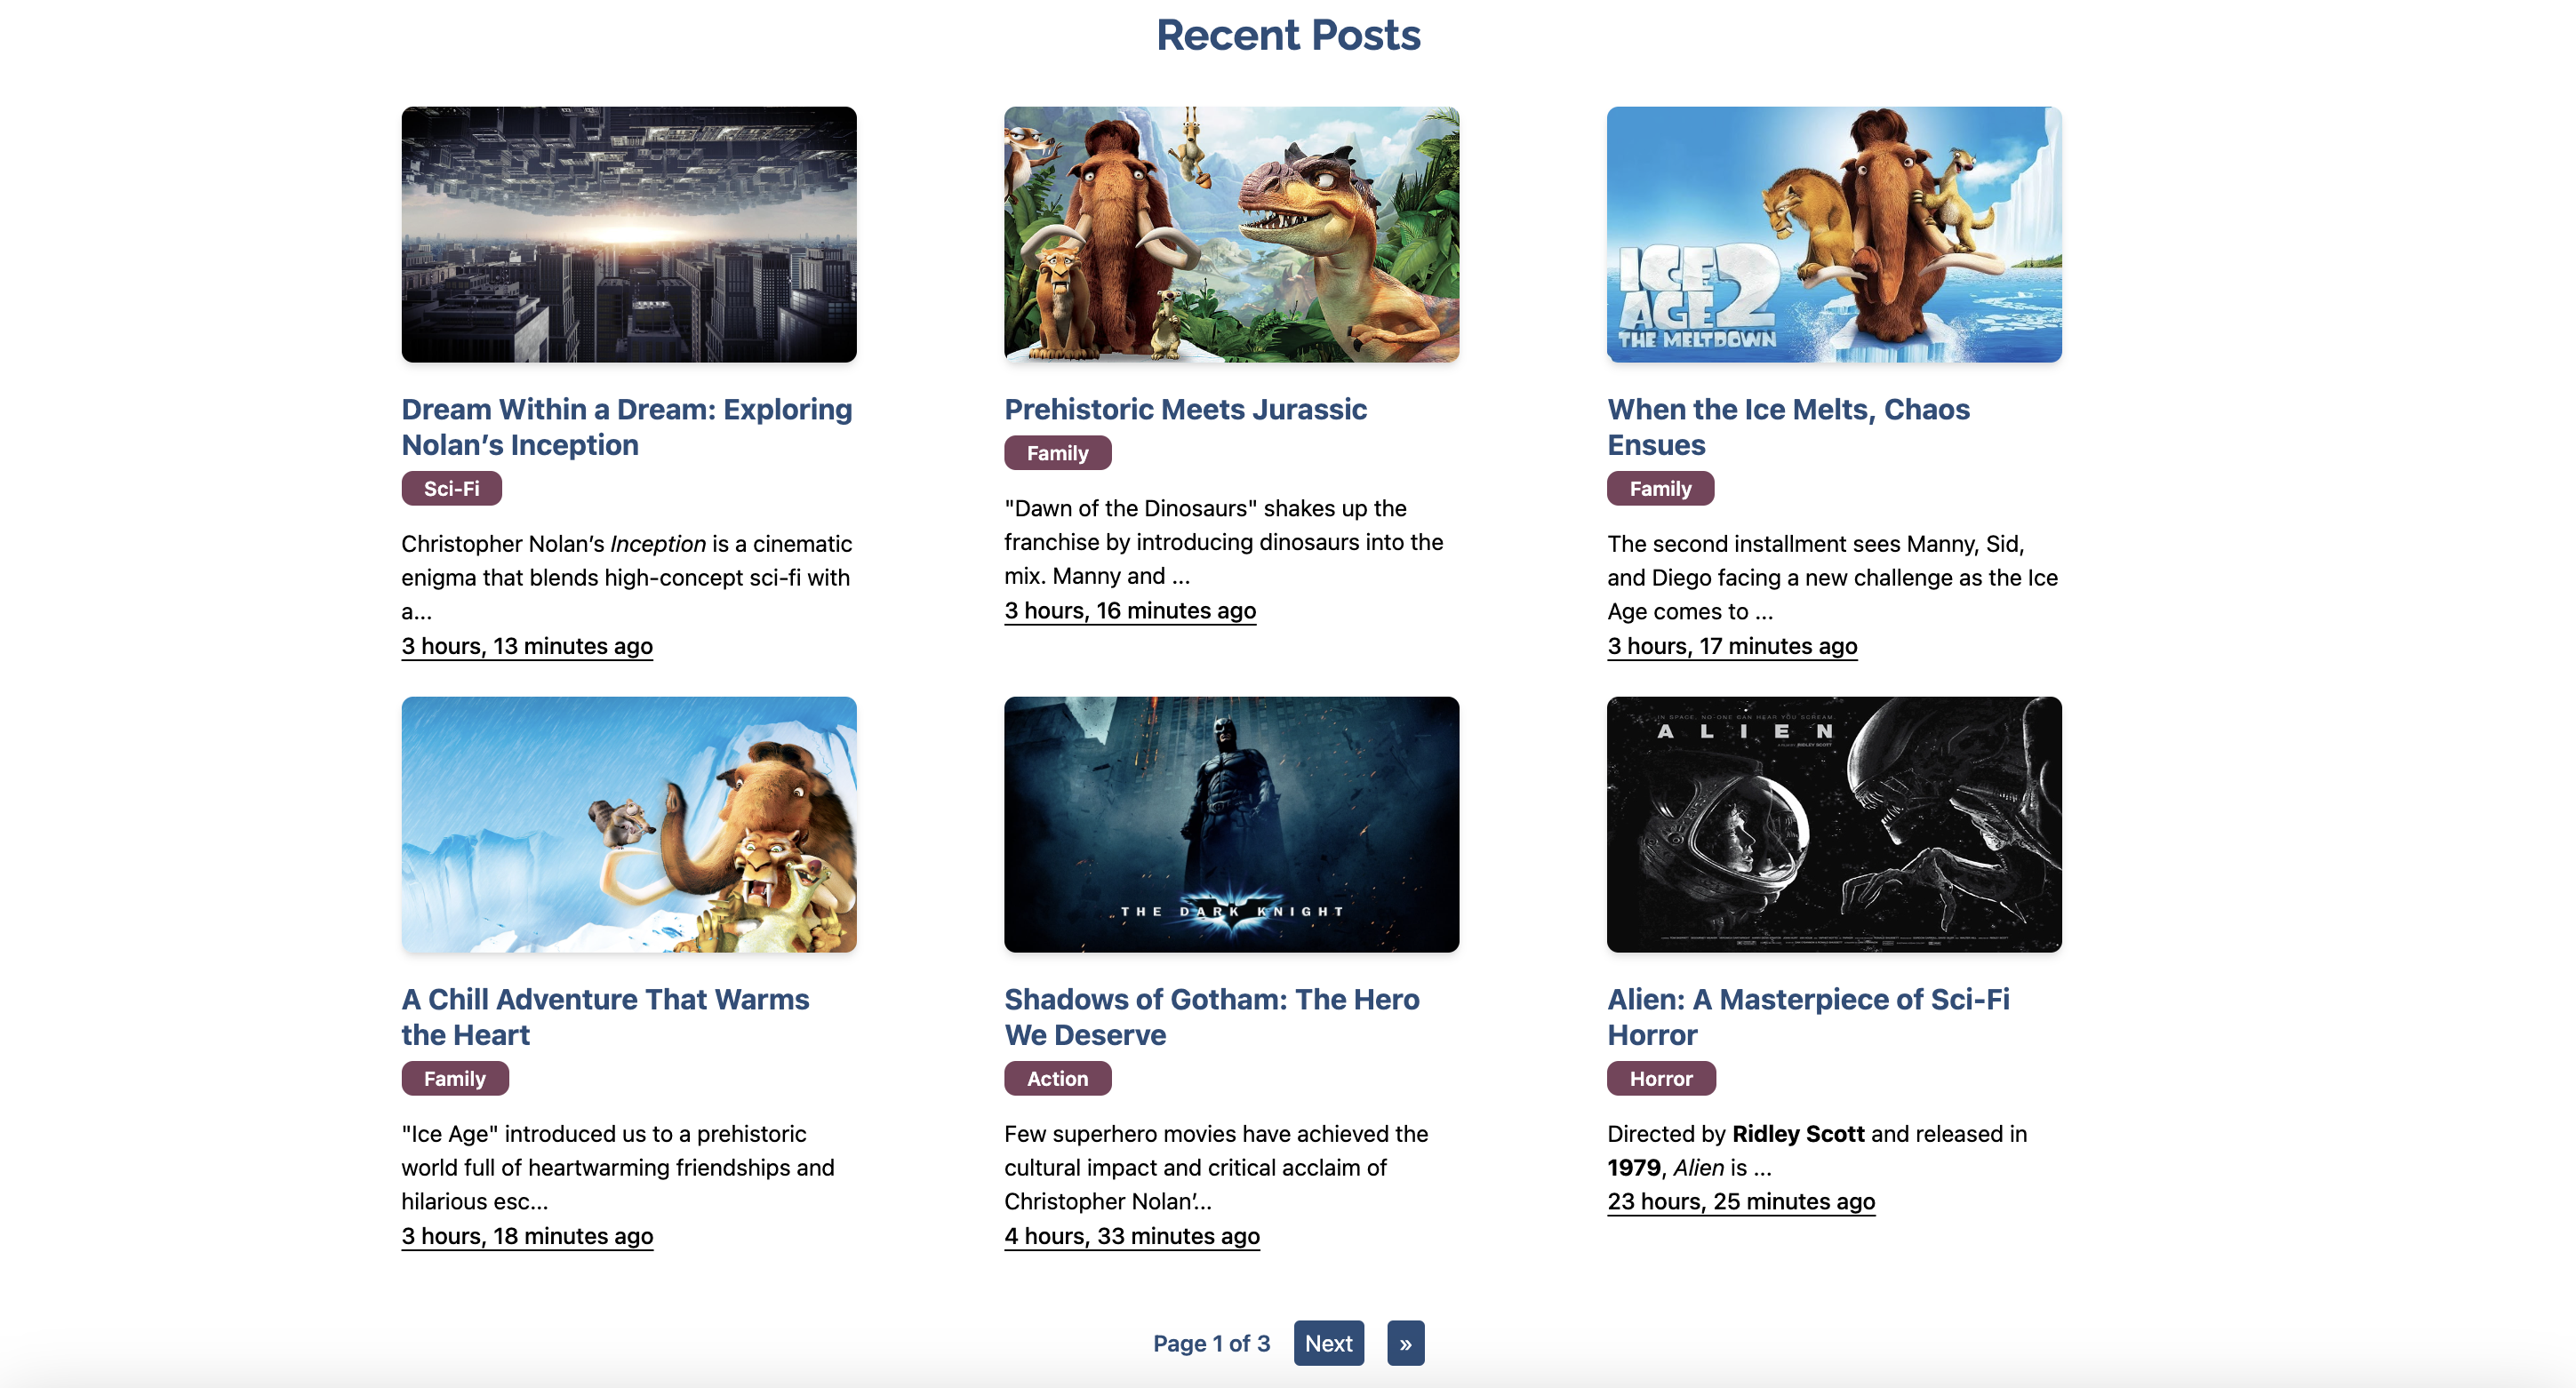 Recent Posts
ICE
AGE 2
THE MELTDOWN
Dream Within a Dream: Exploring
Nolan’s Inception
Sci-Fi
Christopher Nolan’s Inception is a cinematic
enigma that blends high-concept sci-fi with
a...
3 hours, 13 minutes ago
Prehistoric Meets Jurassic
Family
"Dawn of the Dinosaurs" shakes up the
franchise by introducing dinosaurs into the
mix. Manny and ...
3 hours, 16 minutes ago
When the Ice Melts, Chaos
Ensues
Family
The second installment sees Manny, Sid,
and Diego facing a new challenge as the Ice
Age comes to ...
3 hours, 17 minutes ago
THE DARK KNIGHT
IN SPACE, NO ONE CAN HEAR YOU SCREAM.
ALIEN
A Chill Adventure That Warms
the Heart
Family
"Ice Age" introduced us to a prehistoric
world full of heartwarming friendships and
hilarious esc...
3 hours, 18 minutes ago
Shadows of Gotham: The Hero
We Deserve
Action
Few superhero movies have achieved the
cultural impact and critical acclaim of
Christopher Nolan’...
4 hours, 33 minutes ago
Alien: A Masterpiece of Sci-Fi
Horror
Horror
Directed by Ridley Scott and released in
1979, Alien is ...
23 hours, 25 minutes ago
Page 1 of 3 Next »